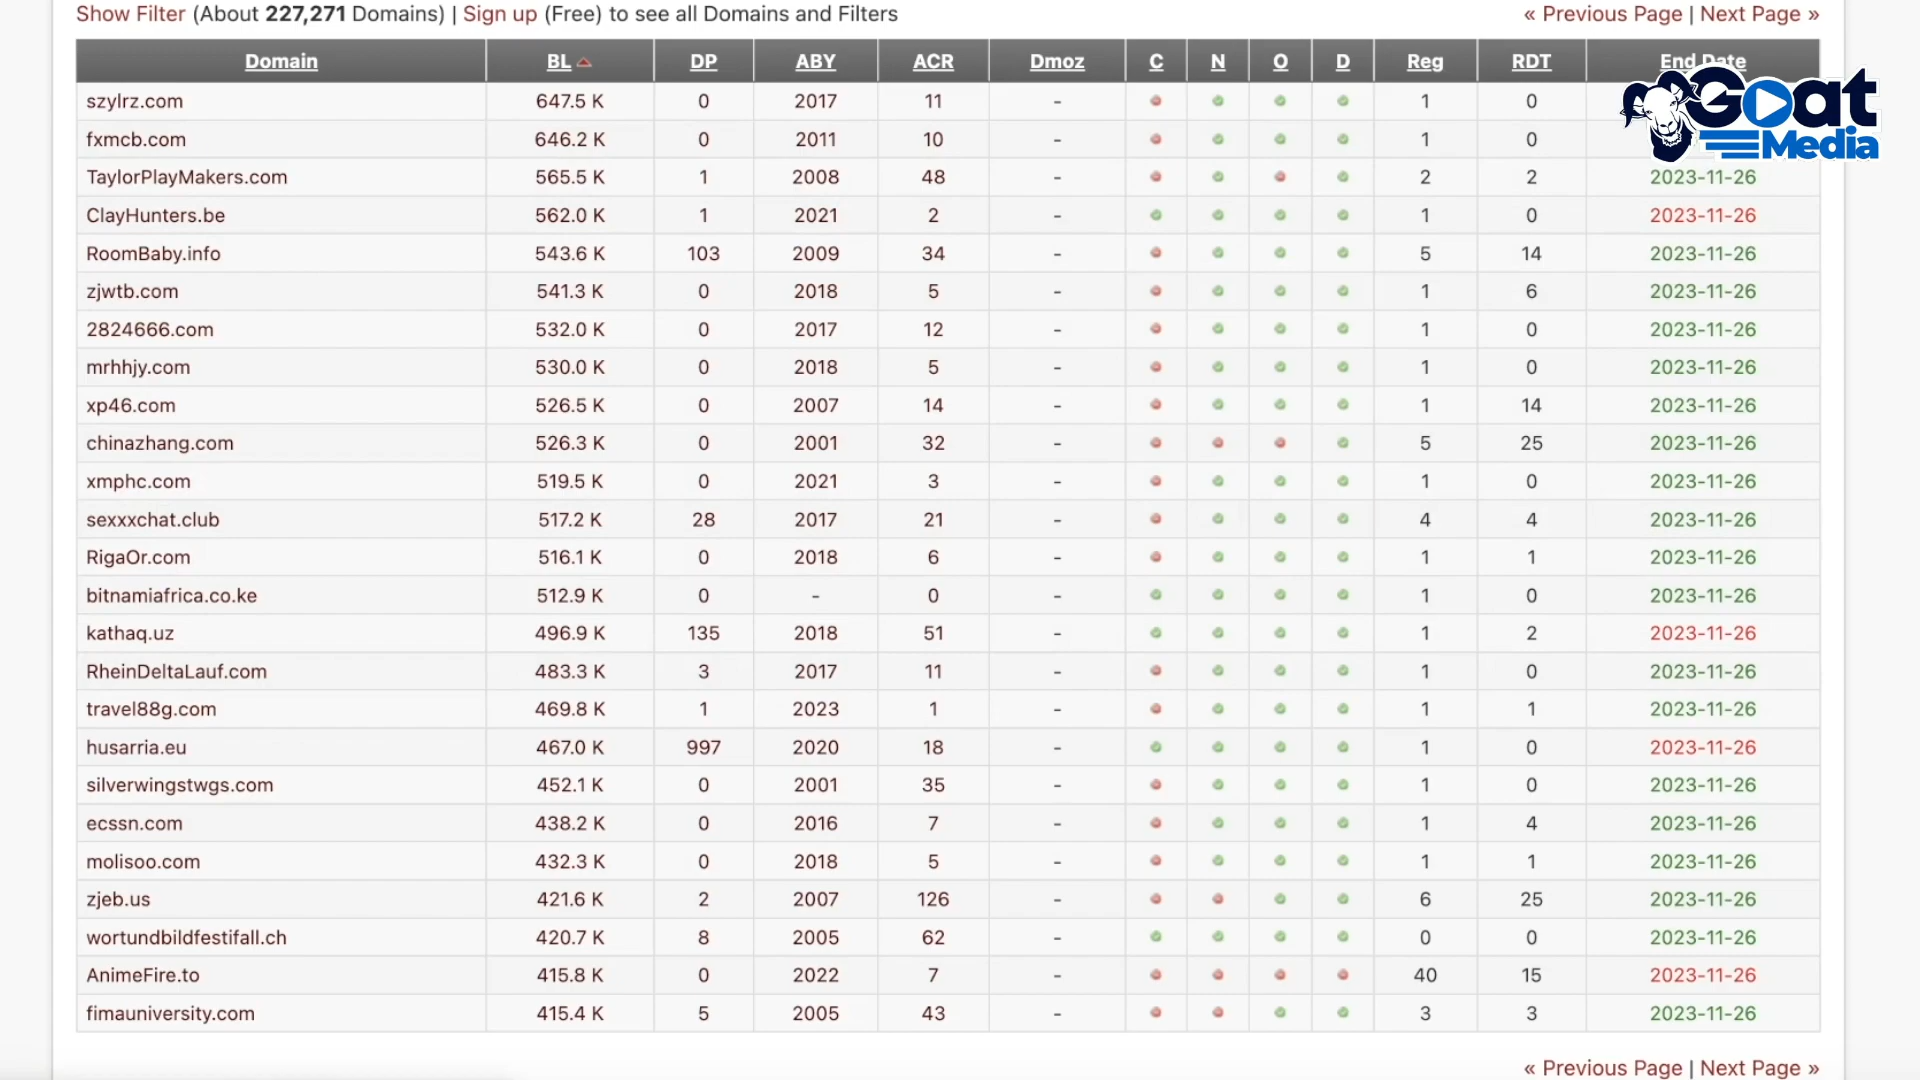 Show Filter (About 227,271 Domains) | Sign up (Free) to see all Domains and Filters « Previous Page | Next Page »
Domain BL DP ABY ACR Dmoz C N O D Reg RDT End Date
szylrz.com 647.5 K 0 2017 11 - 1 0
fxmcb.com 646.2 K 0 2011 10 - 1 0
Goat
Media
TaylorPlayMakers.com 565.5 K 1 2008 48 - 2 2 2023-11-26
ClayHunters.be 562.0 K 1 2021 2 - 1 0 2023-11-26
RoomBaby.info 543.6 K 103 2009 34 - 5 14 2023-11-26
zjwtb.com 541.3 K 0 2018 5 - 1 6 2023-11-26
2824666.com 532.0 K 0 2017 12 - 1 0 2023-11-26
mrhhjy.com 530.0 K 0 2018 5 - 1 0 2023-11-26
xp46.com 526.5 K 0 2007 14 - 1 14 2023-11-26
chinazhang.com 526.3 K 0 2001 32 - 5 25 2023-11-26
xmphc.com 519.5 K 0 2021 3 - 1 0 2023-11-26
sexxxchat.club 517.2 K 28 2017 21 - 4 4 2023-11-26
RigaOr.com 516.1 K 0 2018 6 - 1 1 2023-11-26
bitnamiafrica.co.ke 512.9 K 0 - 0 - 1 0 2023-11-26
kathaq.uz 496.9 K 135 2018 51 - 1 2 2023-11-26
RheinDeltaLauf.com 483.3 K 3 2017 11 - 1 0 2023-11-26
travel88g.com 469.8 K 1 2023 1 - 1 1 2023-11-26
husarria.eu 467.0 K 997 2020 18 - 1 0 2023-11-26
silverwingstwgs.com 452.1 K 0 2001 35 - 1 0 2023-11-26
ecssn.com 438.2 K 0 2016 7 - 1 4 2023-11-26
molisoo.com 432.3 K 0 2018 5 - 1 1 2023-11-26
zjeb.us 421.6 K 2 2007 126 - 6 25 2023-11-26
wortundbildfestifall.ch 420.7 K 8 2005 62 - 0 0 2023-11-26
AnimeFire.to 415.8 K 0 2022 7 - 40 15 2023-11-26
fimauniversity.com 415.4 K 5 2005 43 - 3 3 2023-11-26
« Previous Page | Next Page »